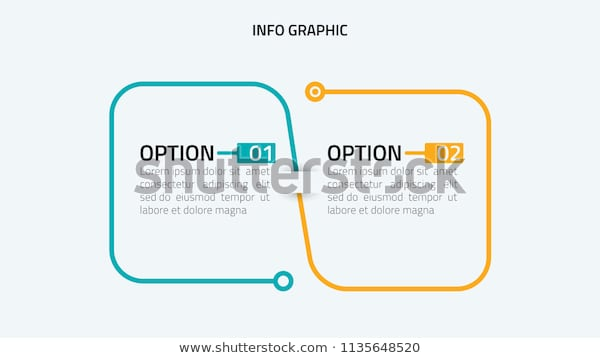 INFO GRAPHIC
OPTION 01
Lorem ipsum dolor sit amet
consectetur adipiscing elit
sed do eiusmod tempor ut
labore et dolore magna
OPTION 02
Lorem ipsum dolor sit amet
consectetur adipiscing elit
sed do eiusmod tempor ut
labore et dolore magna
shutterstock
www.shutterstock.com · 1135648520